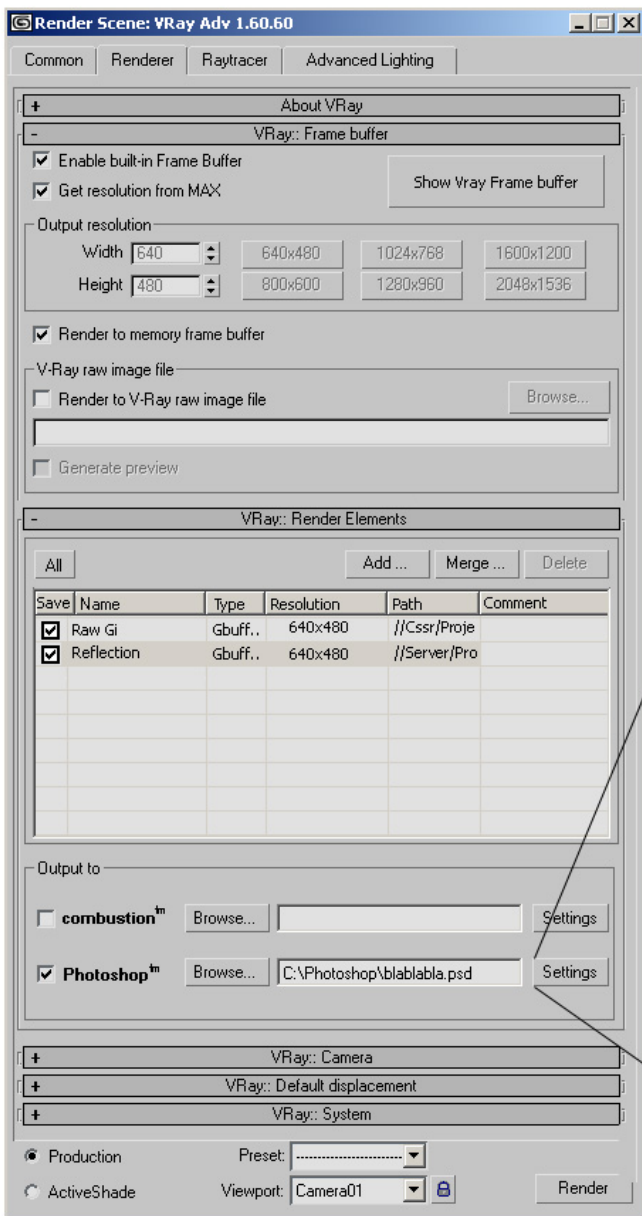 Render Scene: VRay Adv 1.60.60
Common Renderer Raytracer Advanced Lighting
+ About VRay
- VRay:: Frame buffer
Enable built-in Frame Buffer
Get resolution from MAX
Show Vray Frame buffer
Output resolution
Width 640 640x480 1024x768 1600x1200
Height 480 800x600 1280x960 2048x1536
Render to memory frame buffer
V-Ray raw image file
Render to V-Ray raw image file Browse...
Generate preview
- VRay:: Render Elements
All Add ... Merge ... Delete
Save Name Type Resolution Path Comment
Raw Gi Gbuff.. 640x480 //Cssr/Proje
Reflection Gbuff.. 640x480 //Server/Pro
Output to
combustion tm Browse... Settings
Photoshop tm Browse... C:\Photoshop\blablabla.psd Settings
+ VRay:: Camera
+ VRay:: Default displacement
+ VRay:: System
Production Preset: -------------------------
ActiveShade Viewport: Camera01 Render